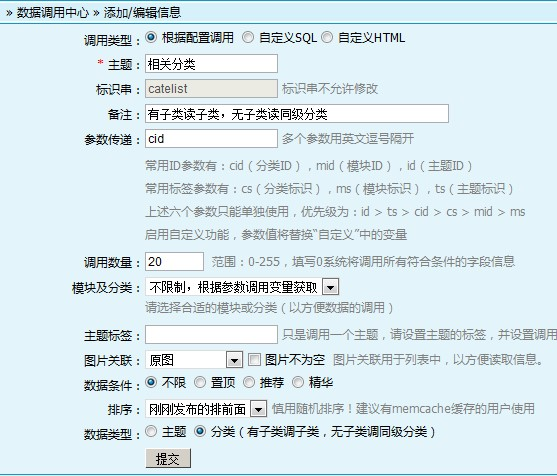 » 数据调用中心 » 添加/编辑信息
调用类型： 根据配置调用 自定义SQL 自定义HTML
* 主题： 相关分类
标识串： catelist 标识串不允许修改
备注： 有子类读子类，无子类读同级分类
参数传递： cid 多个参数用英文逗号隔开
常用ID参数有：cid（分类ID），mid（模块ID），id（主题ID）
常用标签参数有：cs（分类标识），ms（模块标识），ts（主题标识）
上述六个参数只能单独使用，优先级为：id > ts > cid > cs > mid > ms
启用自定义功能，参数值将替换“自定义”中的变量
调用数量： 20 范围：0-255，填写0系统将调用所有符合条件的字段信息
模块及分类： 不限制，根据参数调用变量获取
请选择合适的模块或分类（以方便数据的调用）
主题标签： 只是调用一个主题，请设置主题的标签，并设置调用
图片关联： 原图 图片不为空 图片关联用于列表中，以方便读取信息。
数据条件： 不限 置顶 推荐 精华
排序： 刚刚发布的排前面 慎用随机排序！建议有memcache缓存的用户使用
数据类型： 主题 分类（有子类调子类，无子类调同级分类）
提交